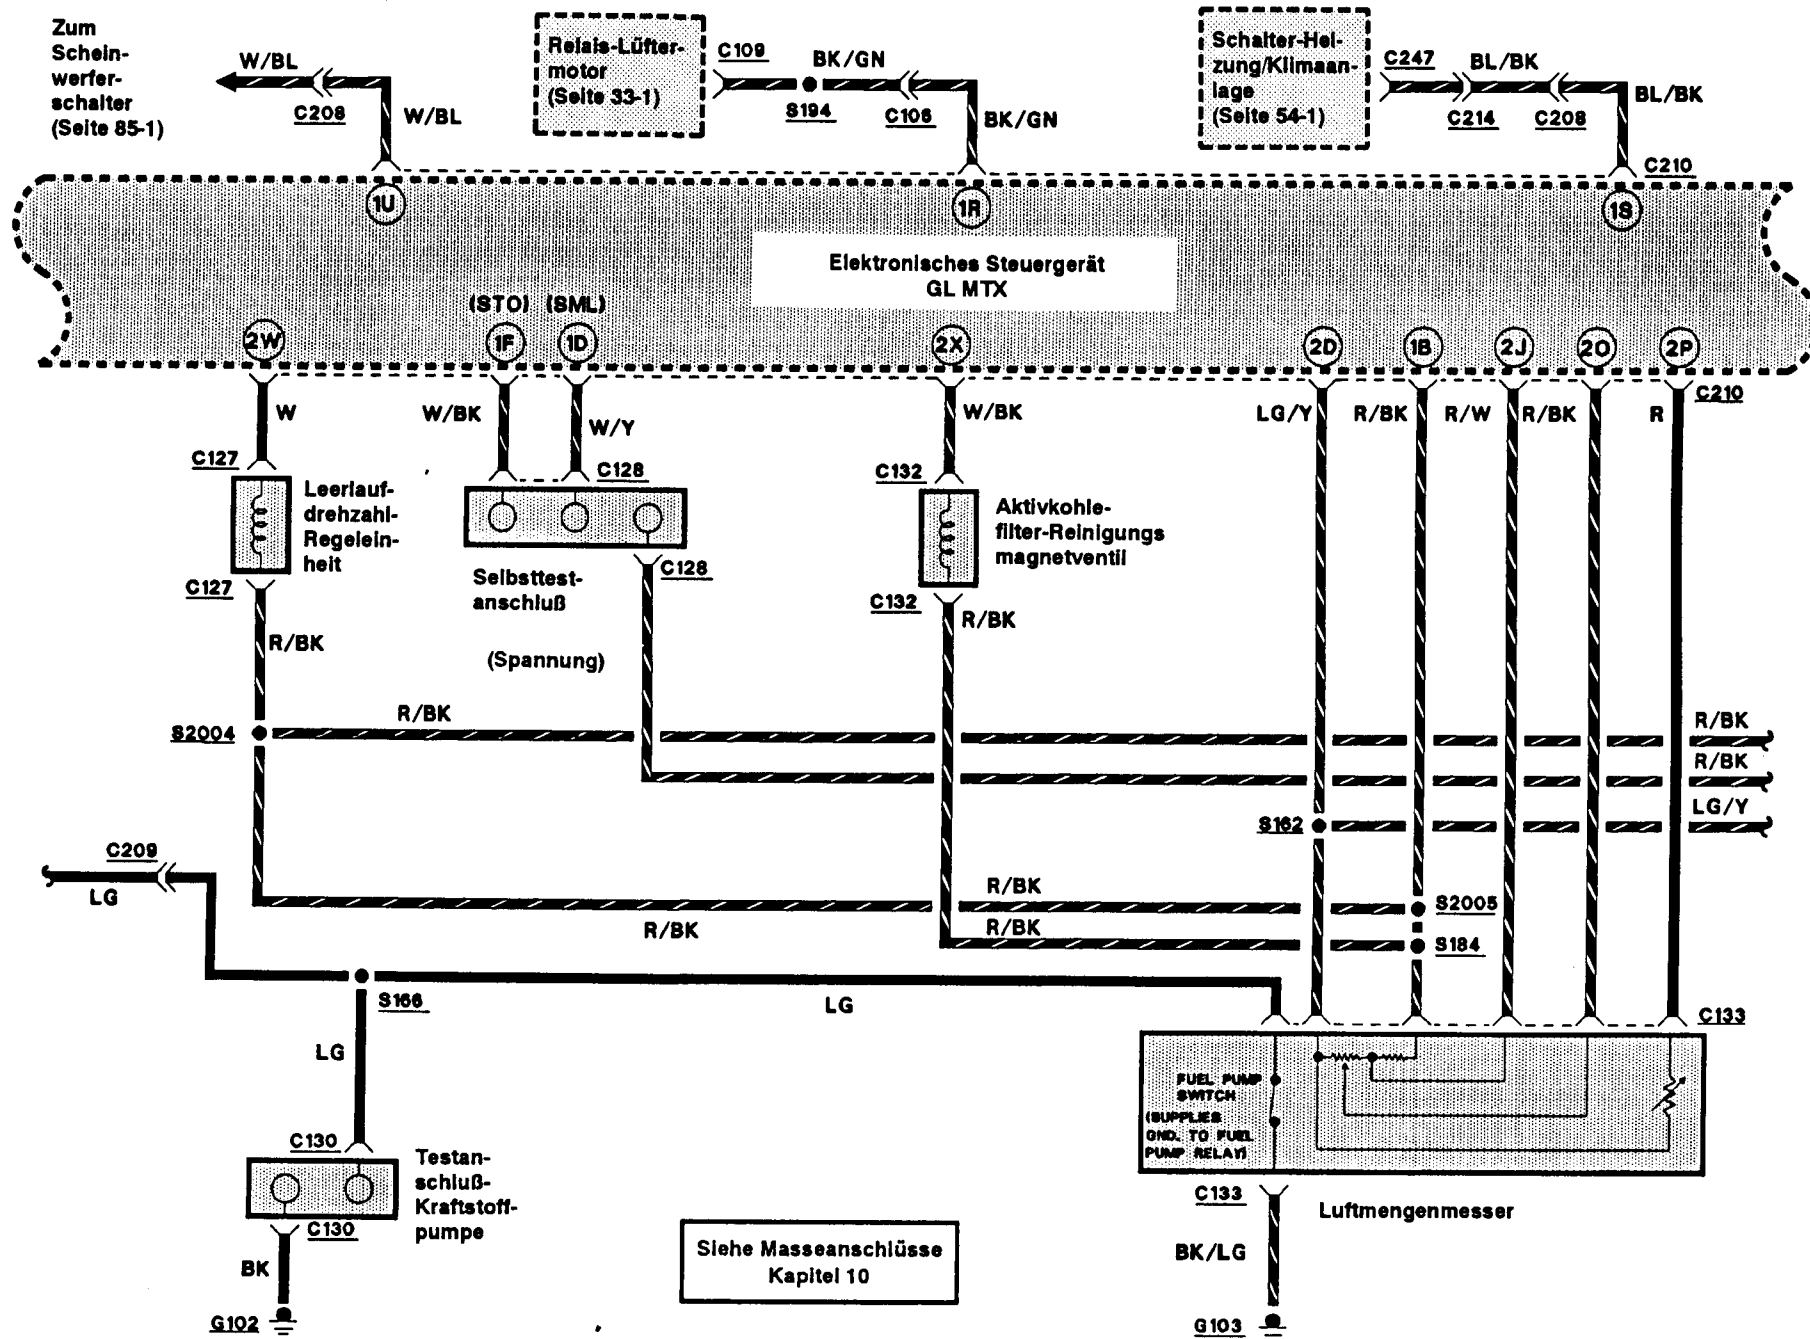 Zum
Schein-
werfer-
schalter
(Seite 85-1)
W/BL
C208
W/BL
Relais-Lüfter-
motor
(Seite 33-1)
C109
BK/GN
S194
C106
BK/GN
Schalter-Hei-
zung/Klimaan-
lage
(Seite 54-1)
C247
BL/BK
C214
C208
BL/BK
C210
1U
1R
1S
Elektronisches Steuergerät
GL MTX
(STO) (SML)
2W
1F
1D
2X
2D
1B
2J
2O
2P
C210
W
W/BK
W/Y
W/BK
LG/Y
R/BK
R/W
R/BK
R
C127
C128
C132
Leerlauf-
drehzahl-
Regelein-
heit
Aktivkohle-
filter-Reinigungs
magnetventil
C127
Selbsttest-
anschluß
C128
C132
R/BK
R/BK
(Spannung)
S2004
R/BK
R/BK
R/BK
LG/Y
S162
C209
LG
R/BK
S2005
R/BK
R/BK
S184
S166
LG
C133
LG
FUEL PUMP
SWITCH
(SUPPLIES
GND. TO FUEL
PUMP RELAY)
C130
Testan-
schluß-
Kraftstoff-
pumpe
C130
BK
G102
Siehe Masseanschlüsse
Kapitel 10
C133
Luftmengenmesser
BK/LG
G103